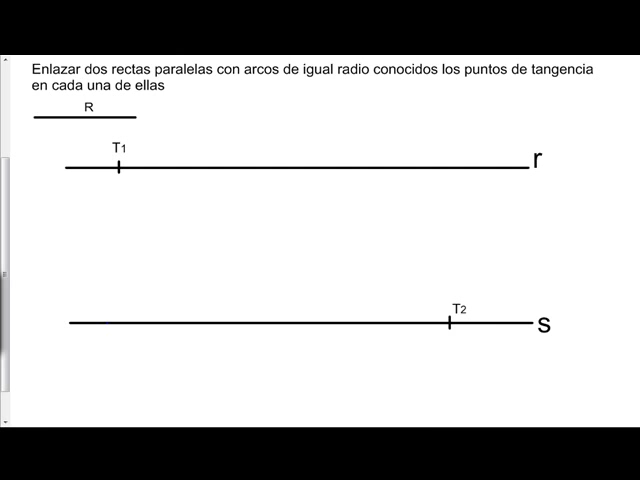 Enlazar dos rectas paralelas con arcos de igual radio conocidos los puntos de tangencia
en cada una de ellas
R
T1
r
T2
s